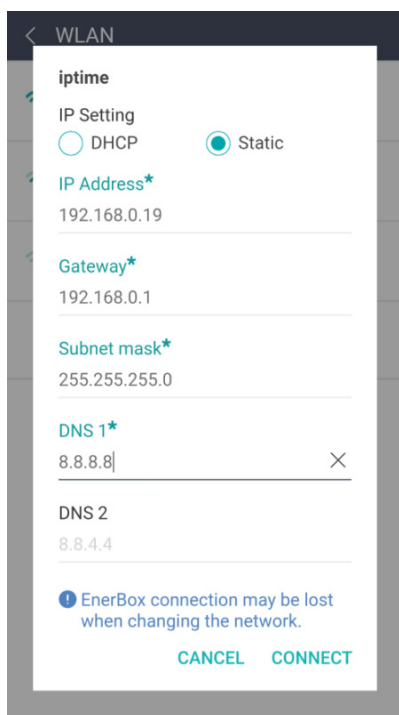 WLAN
iptime
IP Setting
DHCP Static
IP Address*
192.168.0.19
Gateway*
192.168.0.1
Subnet mask*
255.255.255.0
DNS 1*
8.8.8.8
DNS 2
8.8.4.4
EnerBox connection may be lost
when changing the network.
CANCEL CONNECT